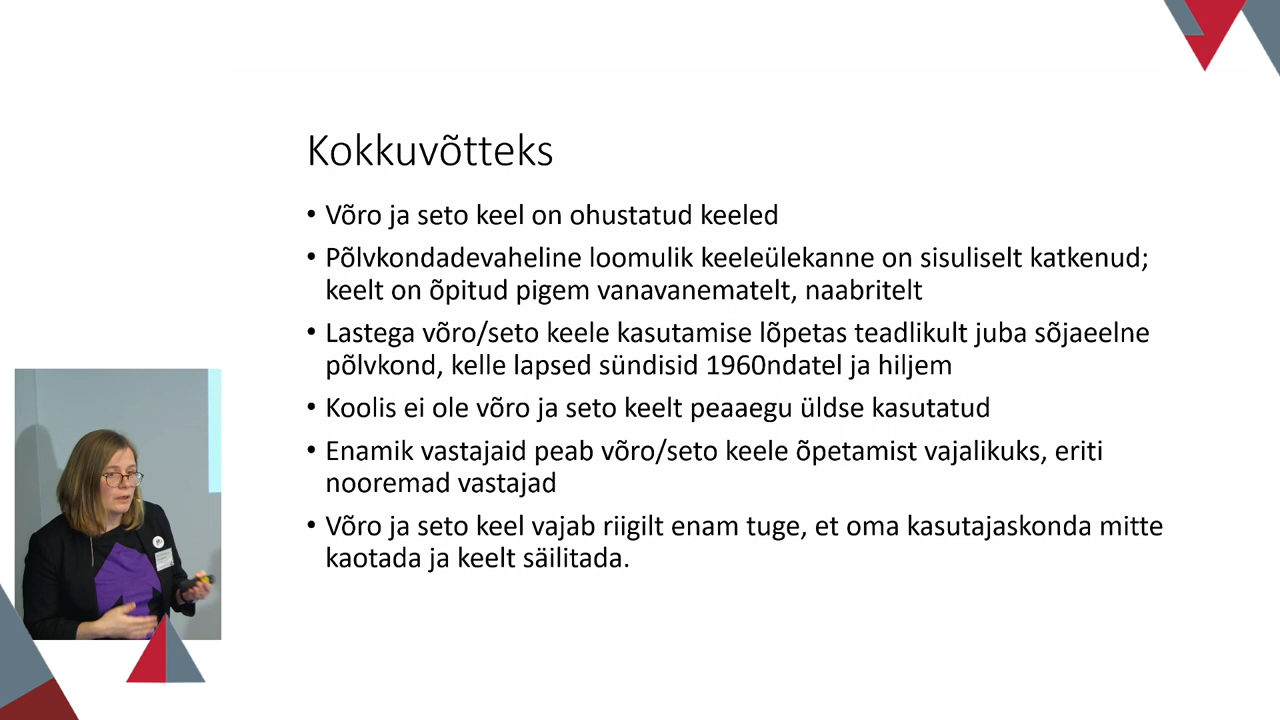 Kokkuvõtteks
• Võro ja seto keel on ohustatud keeled
• Põlvkondadevaheline loomulik keeleülekanne on sisuliselt katkenud;
keelt on õpitud pigem vanavanematelt, naabritelt
• Lastega võro/seto keele kasutamise lõpetas teadlikult juba sõjaeelne
põlvkond, kelle lapsed sündisid 1960ndatel ja hiljem
• Koolis ei ole võro ja seto keelt peaaegu üldse kasutatud
• Enamik vastajaid peab võro/seto keele õpetamist vajalikuks, eriti
nooremad vastajad
• Võro ja seto keel vajab riigilt enam tuge, et oma kasutajaskonda mitte
kaotada ja keelt säilitada.